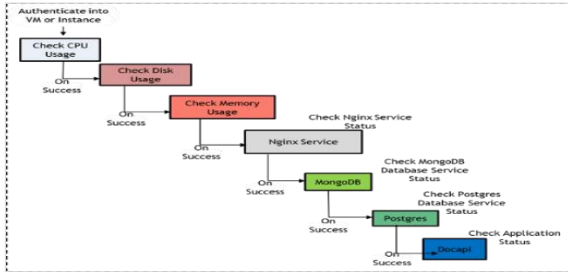 Authenticate into
VM or Instance
Check CPU
Usage
On
Success
Check Disk
Usage
On
Success
Check Memory
Usage
On
Success
Check Nginx Service
Status
Nginx Service
On
Success
Check MongoDB
Database Service
Status
MongoDB
On
Success
Check Postgres
Database Service
Status
Postgres
On
Success
Check Application
Status
Docapi